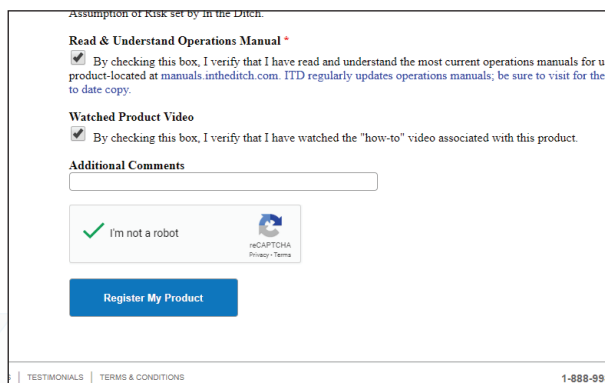 Assumption of Risk set by In the Ditch.
Read & Understand Operations Manual *
By checking this box, I verify that I have read and understand the most current operations manuals for u
product-located at manuals.intheditch.com. ITD regularly updates operations manuals; be sure to visit for the
to date copy.
Watched Product Video
By checking this box, I verify that I have watched the "how-to" video associated with this product.
Additional Comments
I'm not a robot
reCAPTCHA
Privacy - Terms
Register My Product
S | TESTIMONIALS | TERMS & CONDITIONS
1-888-99